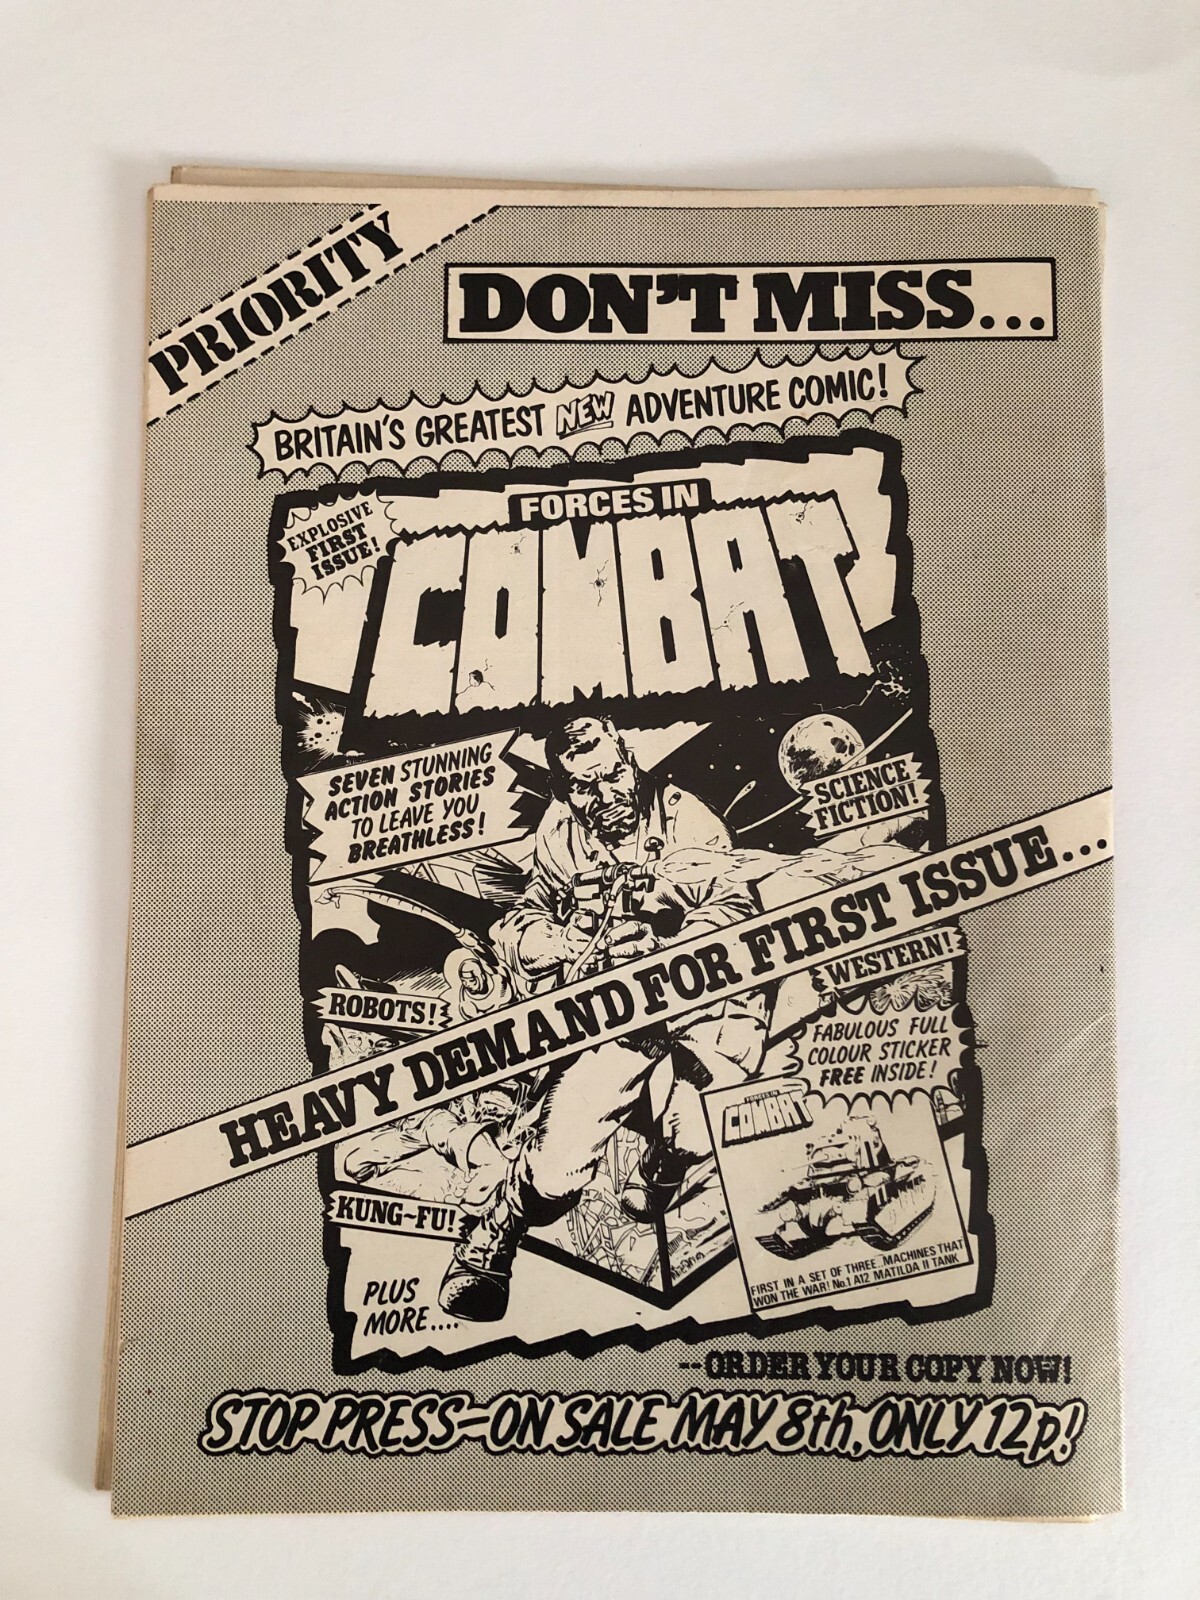 PRIORITY
DON'T MISS...
BRITAIN'S GREATEST NEW ADVENTURE COMIC!
EXPLOSIVE
FIRST
ISSUE!
FORCES IN
COMBAT
SEVEN STUNNING
ACTION STORIES
TO LEAVE YOU
BREATHLESS!
SCIENCE
FICTION!
HEAVY DEMAND FOR FIRST ISSUE...
WESTERN!
ROBOTS!
FABULOUS FULL
COLOUR STICKER
FREE INSIDE!
FORCES IN
COMBAT
KUNG-FU!
FIRST IN A SET OF THREE..MACHINES THAT
WON THE WAR! No.1 A12 MATILDA II TANK
PLUS
MORE....
--ORDER YOUR COPY NOW!
STOP PRESS-ON SALE MAY 8th, ONLY 12p!